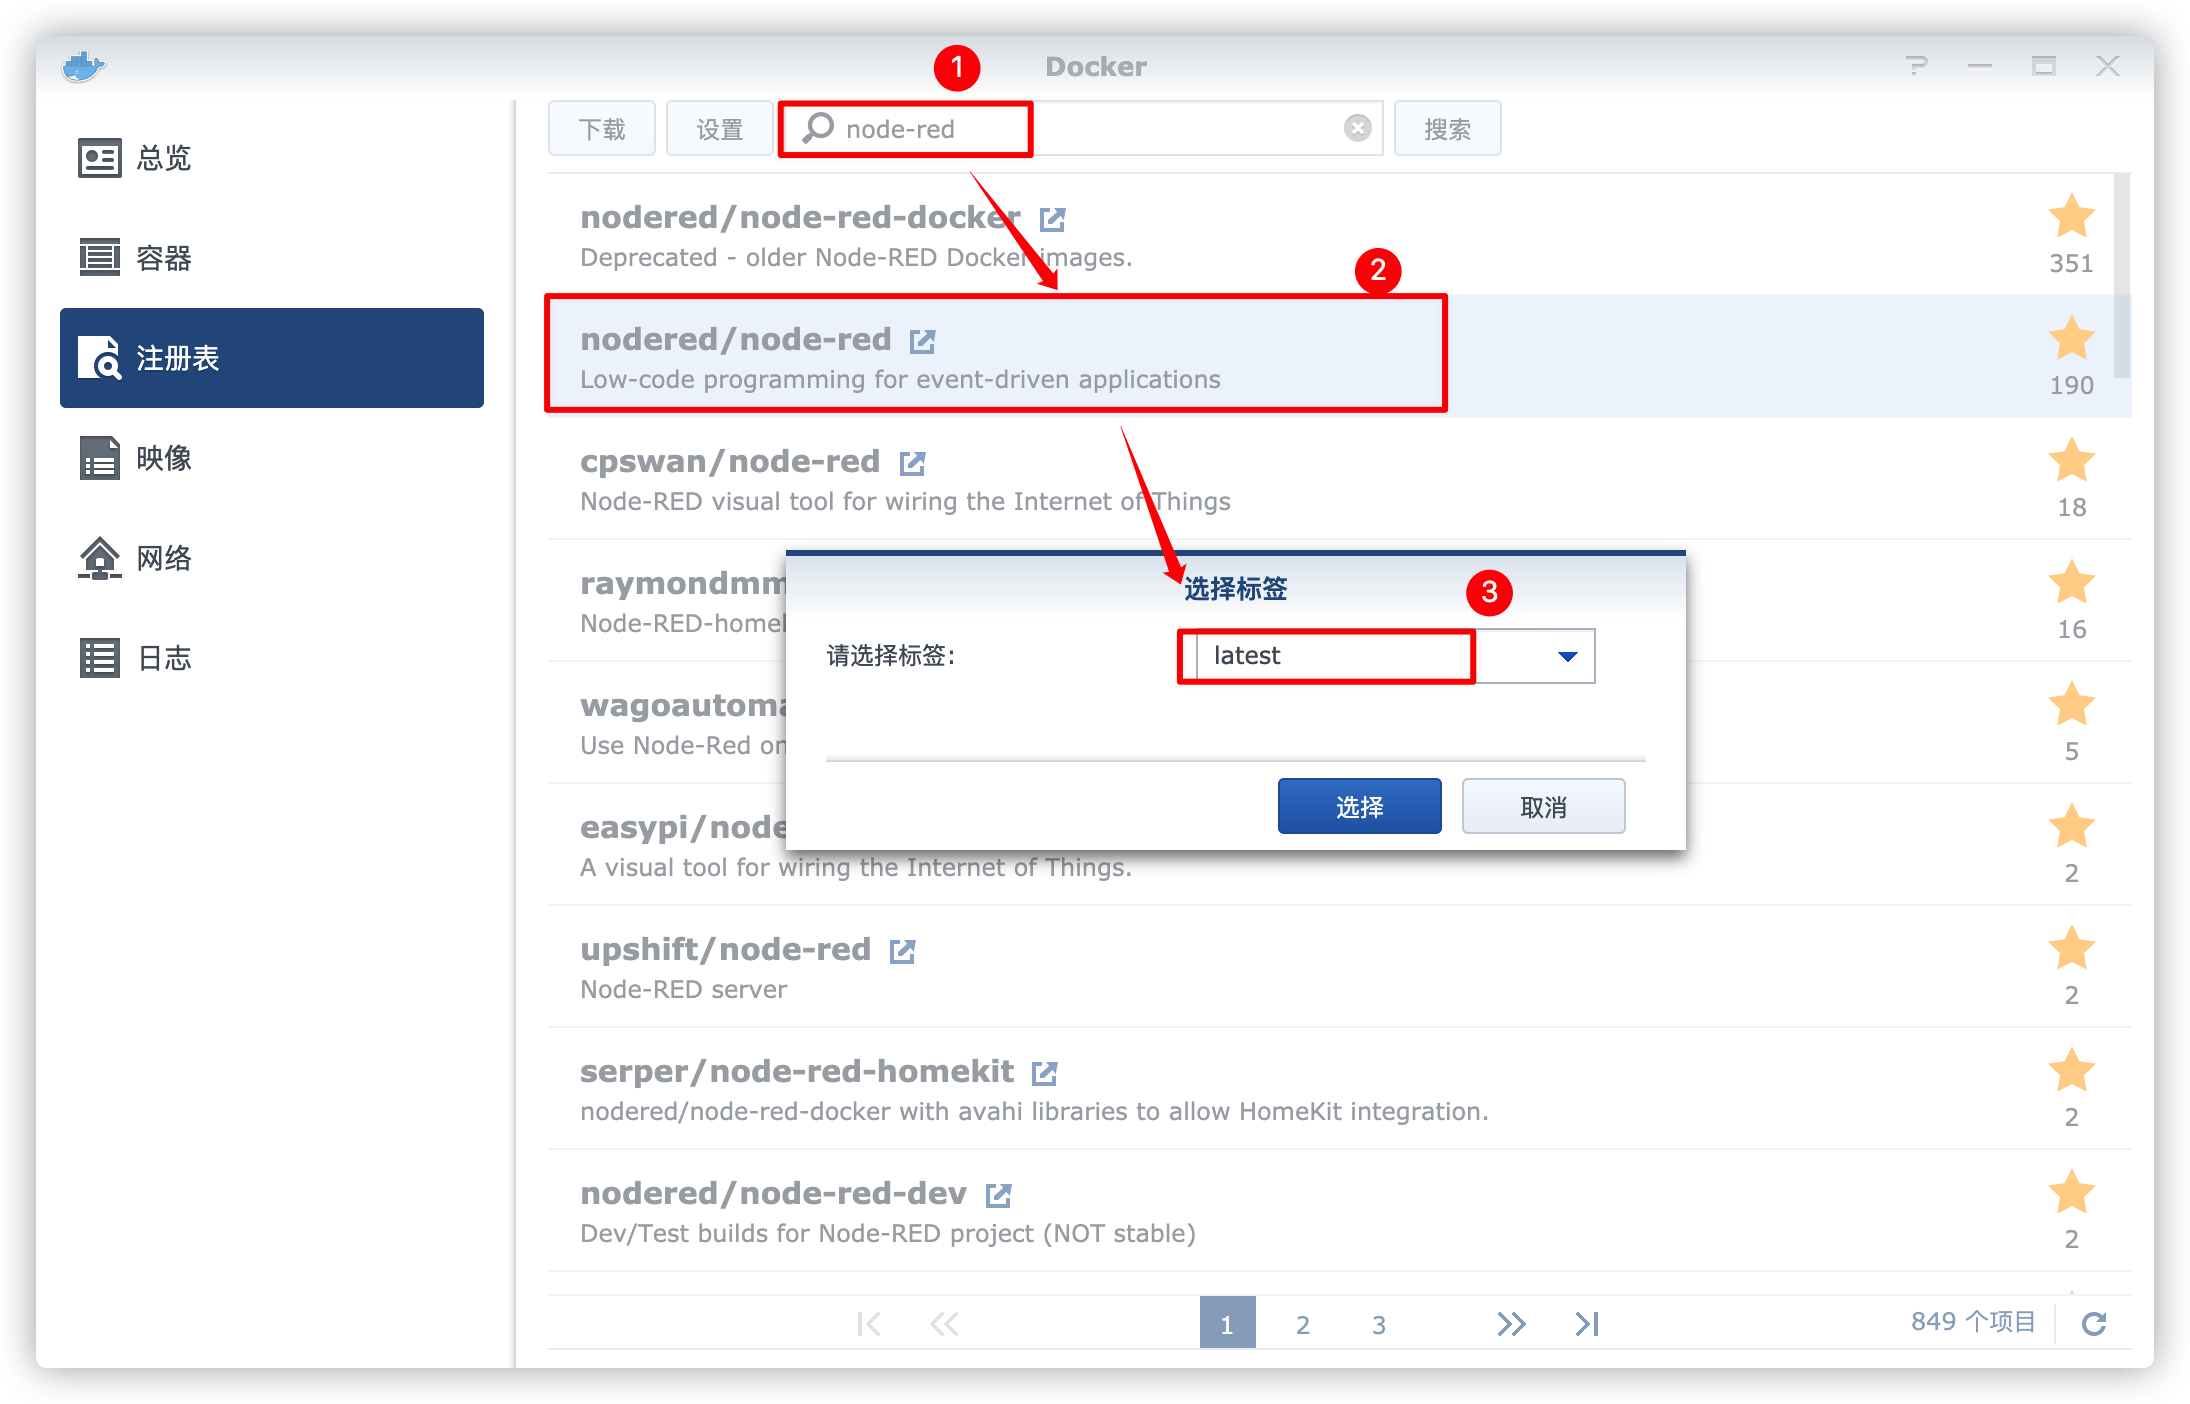 Docker
1
下载
设置
node-red
搜索
总览
容器
注册表
映像
网络
日志
nodered/node-red-docker
Deprecated - older Node-RED Docker images.
351
2
nodered/node-red
Low-code programming for event-driven applications
190
cpswan/node-red
Node-RED visual tool for wiring the Internet of Things
18
raymondmm
Node-RED-homek
16
wagoautoma
Use Node-Red on
5
easypi/node
A visual tool for wiring the Internet of Things.
2
选择标签
3
请选择标签:
latest
选择
取消
upshift/node-red
Node-RED server
2
serper/node-red-homekit
nodered/node-red-docker with avahi libraries to allow HomeKit integration.
2
nodered/node-red-dev
Dev/Test builds for Node-RED project (NOT stable)
2
1
2
3
849 个项目